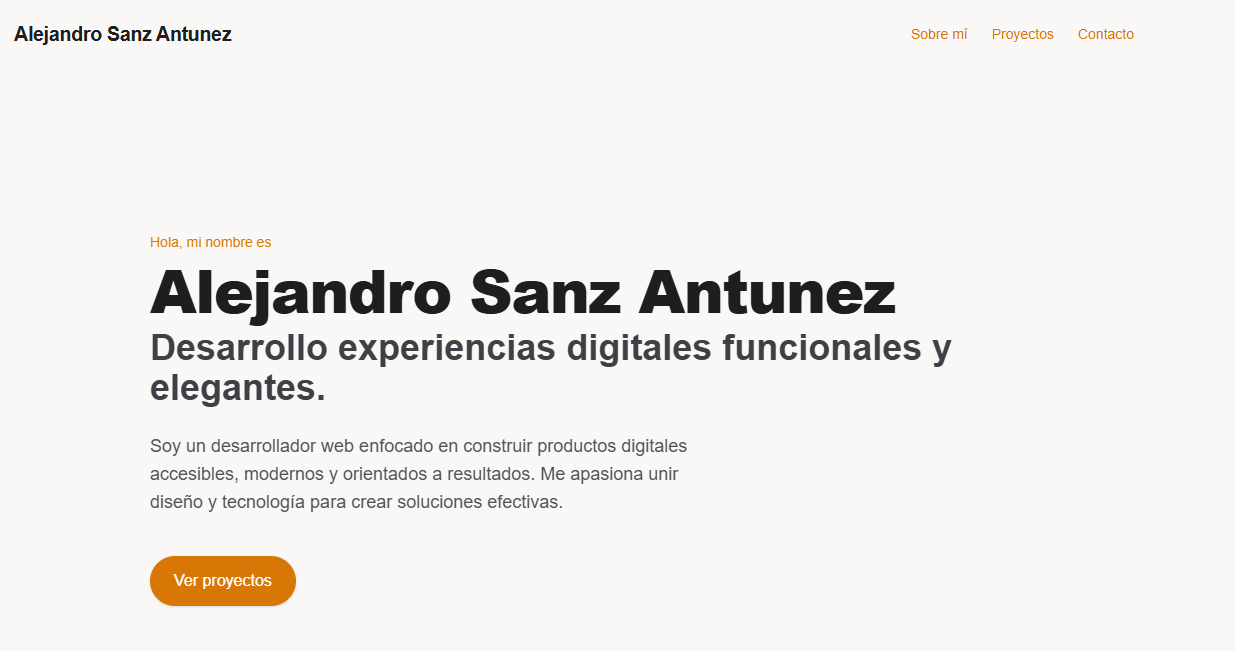 Alejandro Sanz Antunez
Sobre mí
Proyectos
Contacto
Hola, mi nombre es
Alejandro Sanz Antunez
Desarrollo experiencias digitales funcionales y
elegantes.
Soy un desarrollador web enfocado en construir productos digitales
accesibles, modernos y orientados a resultados. Me apasiona unir
diseño y tecnología para crear soluciones efectivas.
Ver proyectos